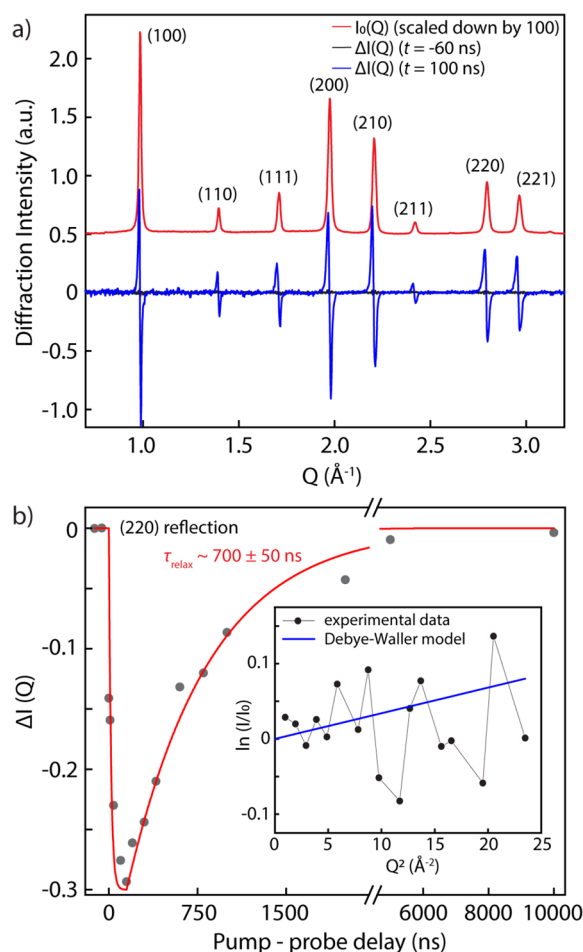 a)
I₀(Q) (scaled down by 100)
ΔI(Q) (t = -60 ns)
ΔI(Q) (t = 100 ns)
(100)
(110)
(111)
(200)
(210)
(211)
(220)
(221)
Diffraction Intensity (a.u.)
2.0
1.5
1.0
0.5
0
-0.5
-1.0
1.0
1.5
2.0
2.5
3.0
Q (Å⁻¹)
b)
(220) reflection
τrelax ~ 700 ± 50 ns
ΔI (Q)
0
-0.1
-0.2
-0.3
experimental data
Debye-Waller model
ln (I/I₀)
0.1
0
-0.1
0
5
10
15
20
25
Q² (Å⁻²)
0
750
1500
6000
8000
10000
Pump - probe delay (ns)